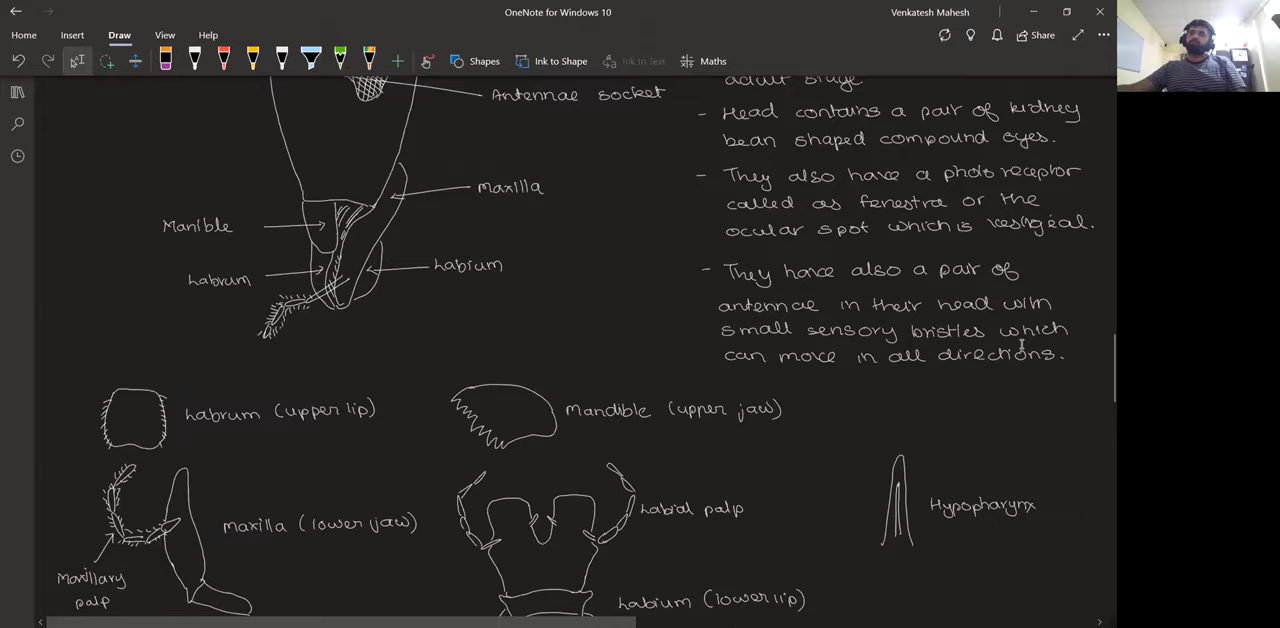 OneNote for Windows 10
Venkatesh Mahesh
Home
Insert
Draw
View
Help
Share
Shapes
Ink to Shape
Ink to Text
Maths
Antennae socket
maxilla
Manible
labrum
labium
adult stage
- Head contains a pair of kidney
bean shaped compound eyes.
- They also have a photo receptor
called as fenestra or the
ocular spot which is
- They have also a pair of
antennae in their head with
small sensory bristles which
can move in all directions.
labrum (upper lip)
mandible (upper jaw)
maxilla (lower jaw)
labial palp
Hypopharynx
Maxillary
palp
labium (lower lip)